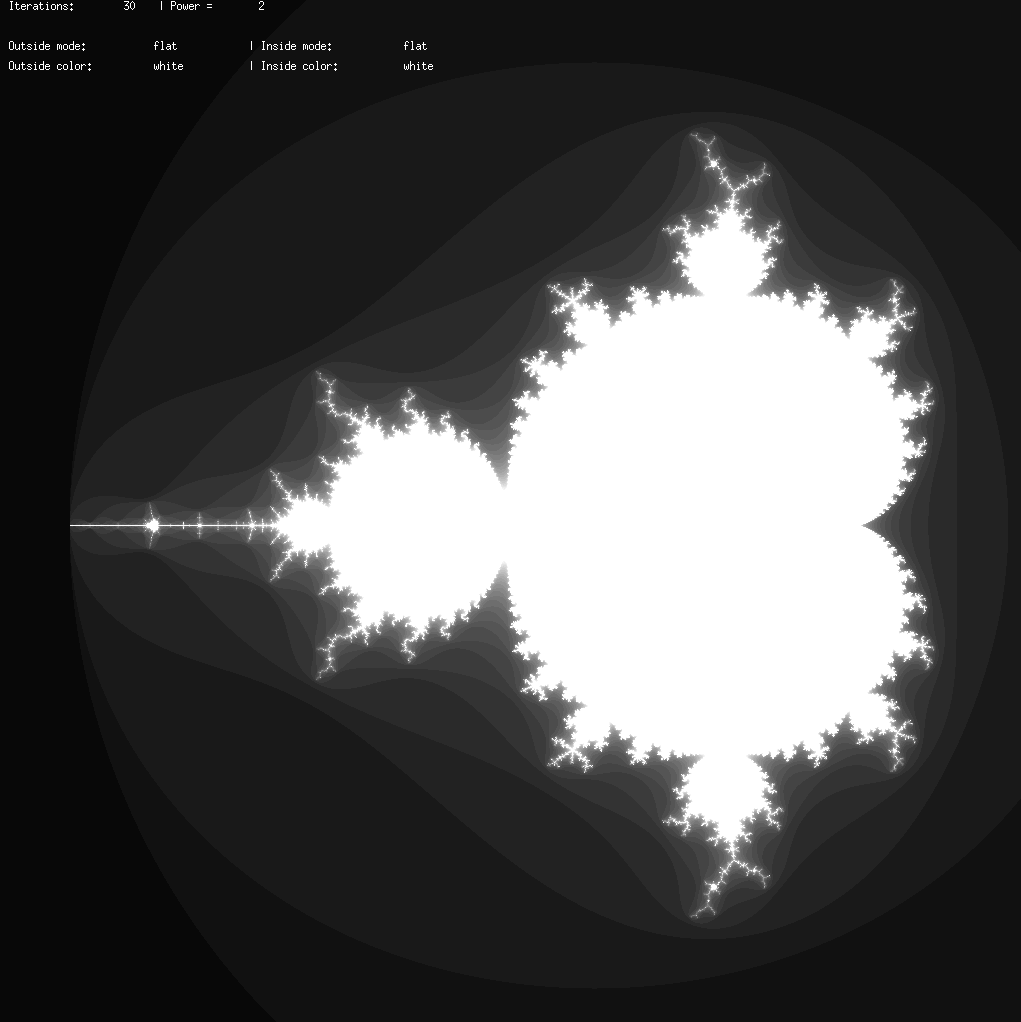 Iterations: 30 | Power = 2
Outside mode: flat | Inside mode: flat
Outside color: white | Inside color: white